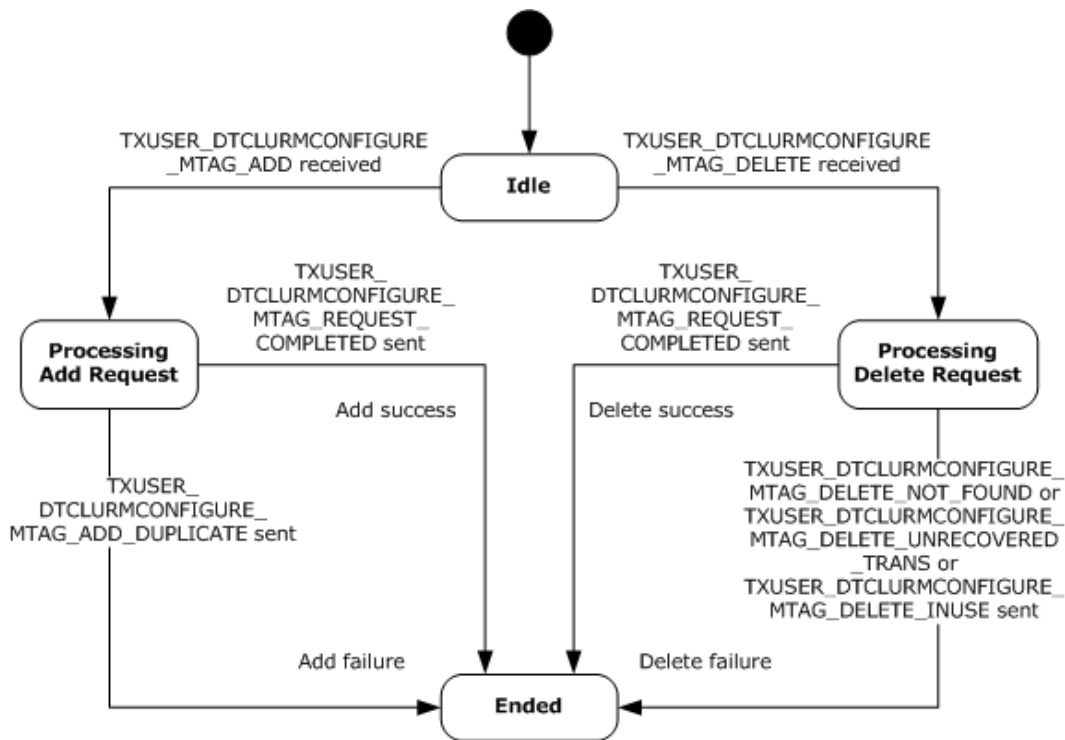 TXUSER_DTCLURMCONFIGURE
_MTAG_ADD received
TXUSER_DTCLURMCONFIGURE
_MTAG_DELETE received
Idle
TXUSER_
DTCLURMCONFIGURE_
MTAG_REQUEST_
COMPLETED sent
TXUSER_
DTCLURMCONFIGURE_
MTAG_REQUEST_
COMPLETED sent
Processing
Add Request
Processing
Delete Request
Add success
Delete success
TXUSER_
DTCLURMCONFIGURE_
MTAG_ADD_DUPLICATE sent
TXUSER_DTCLURMCONFIGURE_
MTAG_DELETE_NOT_FOUND or
TXUSER_DTCLURMCONFIGURE_
MTAG_DELETE_UNRECOVERED
_TRANS or
TXUSER_DTCLURMCONFIGURE_
MTAG_DELETE_INUSE sent
Add failure
Delete failure
Ended